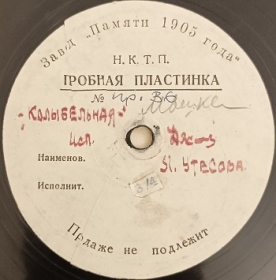 Завод „Памяти 1905 года“
Н. К. Т. П.
ПРОБНАЯ ПЛАСТИНКА
№ пр. 36
-КОЛЫБЕЛЬНАЯ-
исп. Джаз
Наименов. Л. УТЕСОВА
Исполнит.
Продаже не подлежит